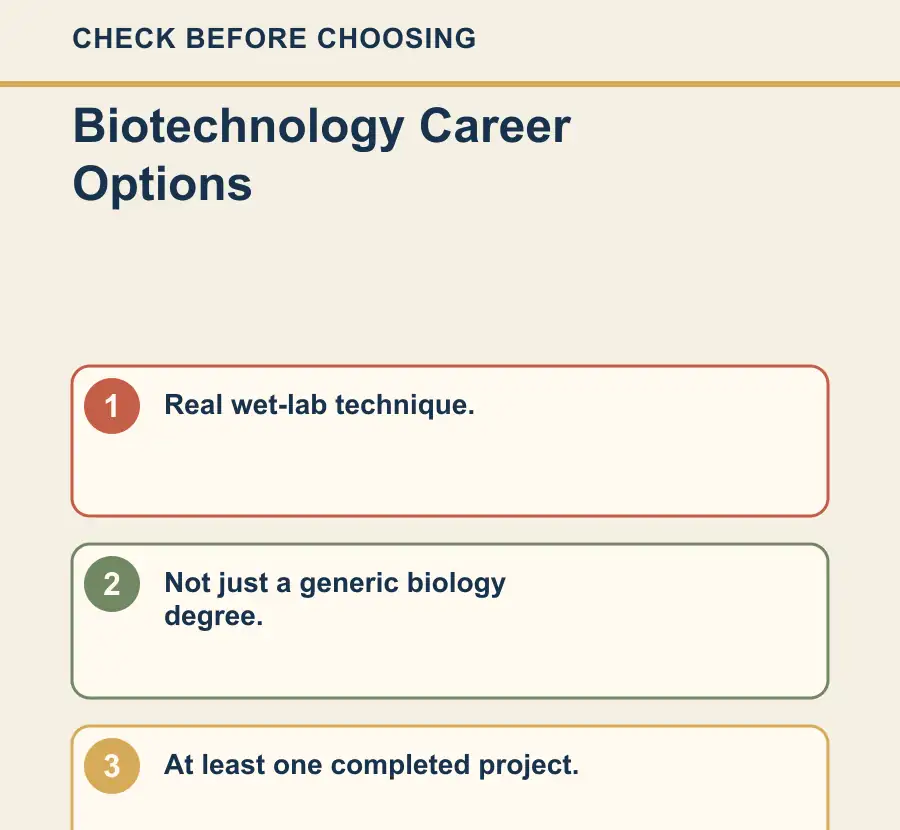 CHECK BEFORE CHOOSING
Biotechnology Career
Options
1
Real wet-lab technique.
2
Not just a generic biology
degree.
3
At least one completed project.